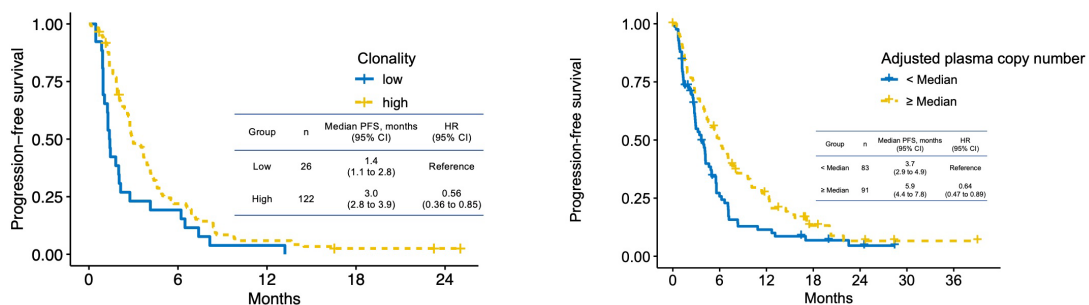 Progression–free survival
1.00
0.75
0.50
0.25
0.00
Clonality
low
high
Group n Median PFS, months (95% CI) HR (95% CI)
Low 26 1.4 (1.1 to 2.8) Reference
High 122 3.0 (2.8 to 3.9) 0.56 (0.36 to 0.85)
0 6 12 18 24
Months
Progression–free survival
1.00
0.75
0.50
0.25
0.00
Adjusted plasma copy number
< Median
≥ Median
Group n Median PFS, months (95% CI) HR (95% CI)
< Median 83 3.7 (2.9 to 4.9) Reference
≥ Median 91 5.9 (4.4 to 7.8) 0.64 (0.47 to 0.89)
0 6 12 18 24 30 36
Months